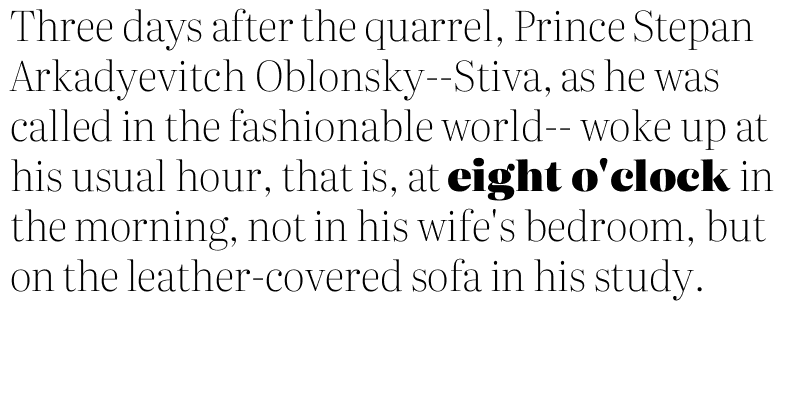 Three days after the quarrel, Prince Stepan
Arkadyevitch Oblonsky--Stiva, as he was
called in the fashionable world-- woke up at
his usual hour, that is, at eight o'clock in
the morning, not in his wife's bedroom, but
on the leather-covered sofa in his study.